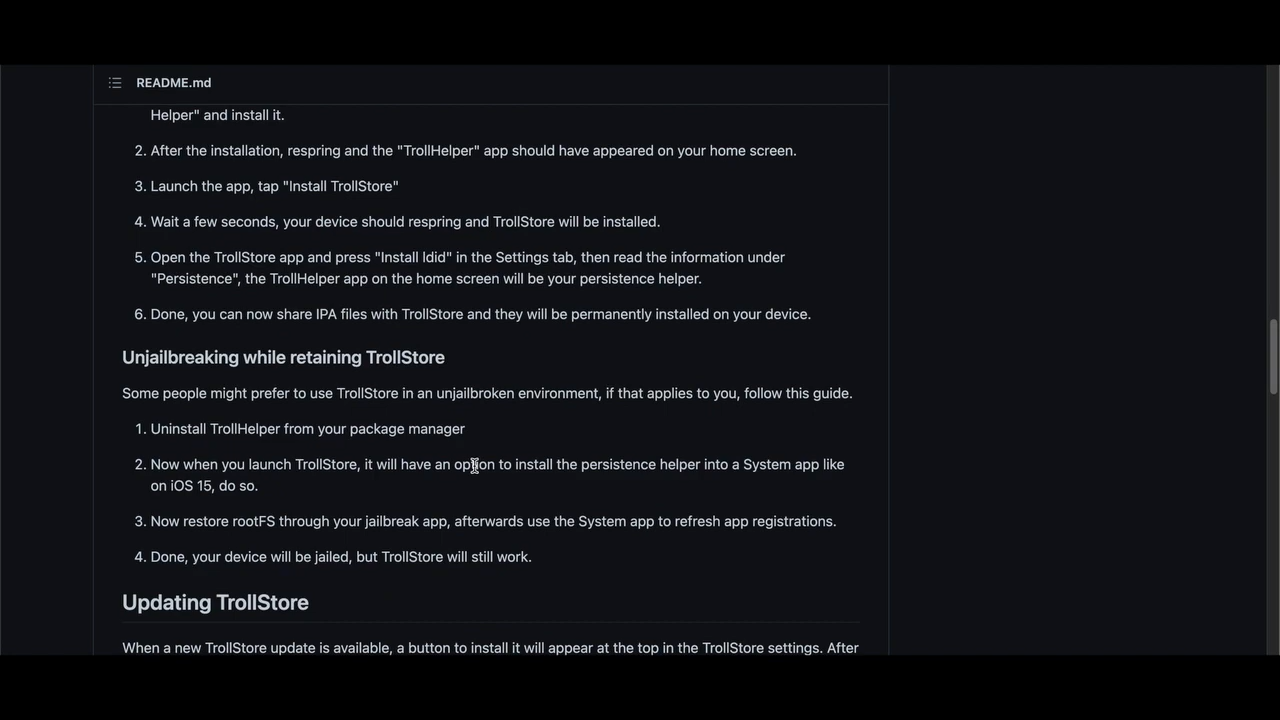 README.md
Helper" and install it.
2. After the installation, respring and the "TrollHelper" app should have appeared on your home screen.
3. Launch the app, tap "Install TrollStore"
4. Wait a few seconds, your device should respring and TrollStore will be installed.
5. Open the TrollStore app and press "Install ldid" in the Settings tab, then read the information under
"Persistence", the TrollHelper app on the home screen will be your persistence helper.
6. Done, you can now share IPA files with TrollStore and they will be permanently installed on your device.
Unjailbreaking while retaining TrollStore
Some people might prefer to use TrollStore in an unjailbroken environment, if that applies to you, follow this guide.
1. Uninstall TrollHelper from your package manager
2. Now when you launch TrollStore, it will have an option to install the persistence helper into a System app like
on iOS 15, do so.
3. Now restore rootFS through your jailbreak app, afterwards use the System app to refresh app registrations.
4. Done, your device will be jailed, but TrollStore will still work.
Updating TrollStore
When a new TrollStore update is available, a button to install it will appear at the top in the TrollStore settings. After